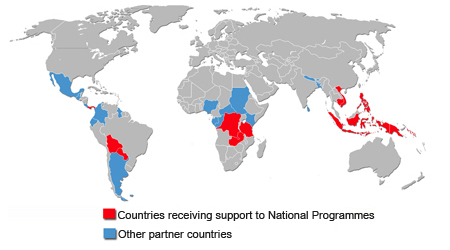 Countries receiving support to National Programmes
Other partner countries